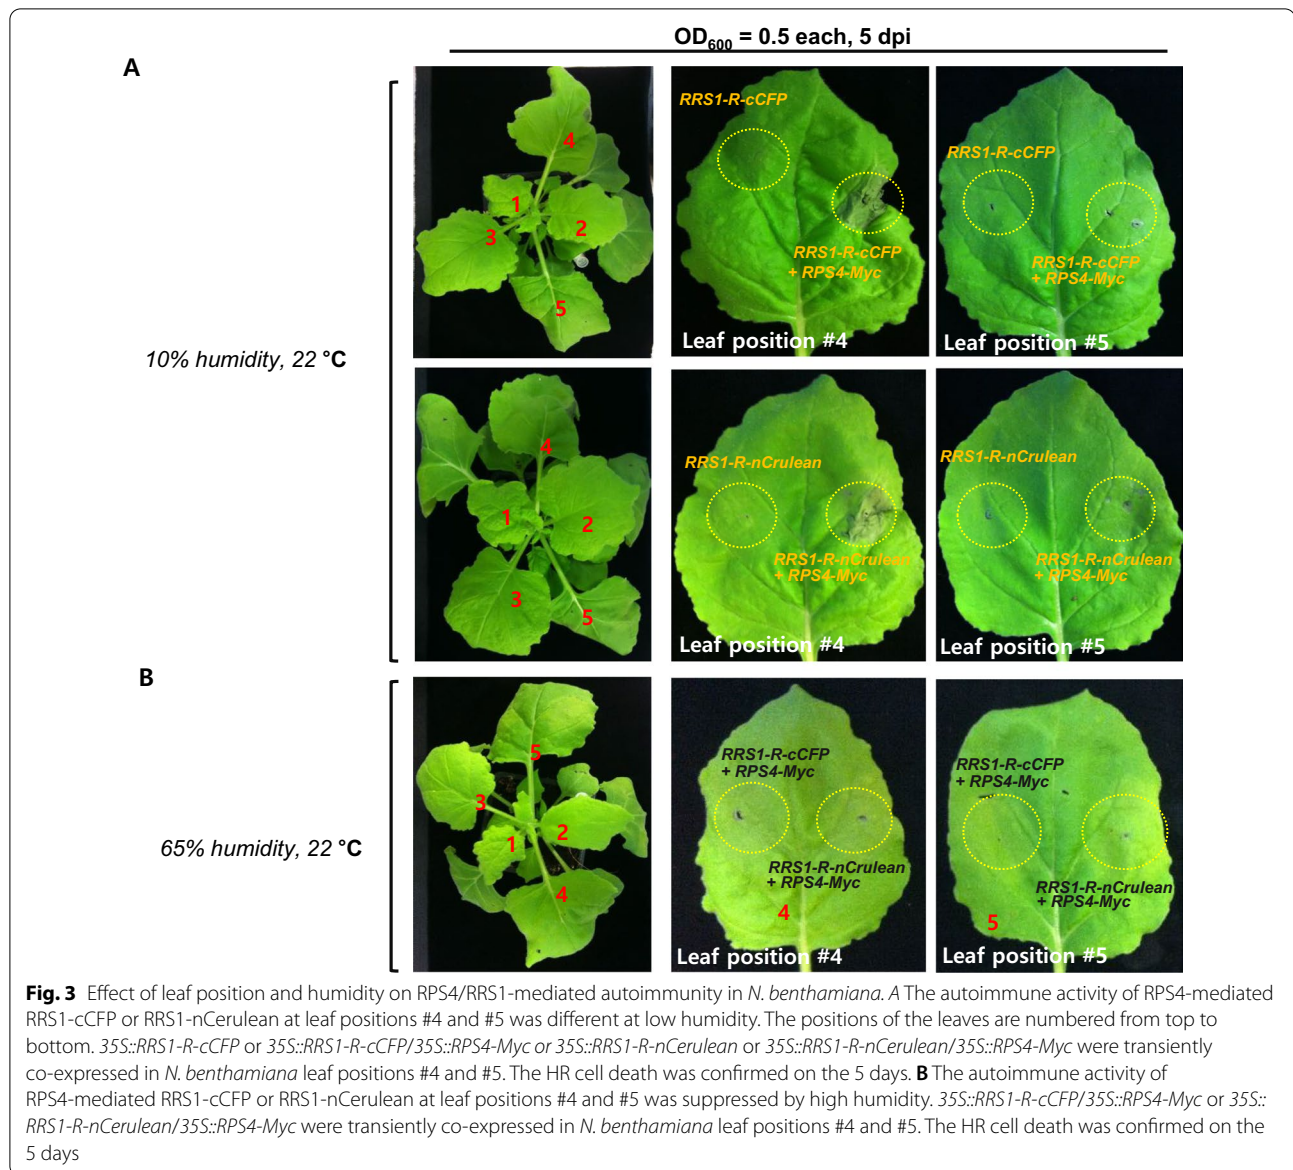 OD600 = 0.5 each, 5 dpi
A
10% humidity, 22 °C
1
2
3
4
5
RRS1-R-cCFP
RRS1-R-cCFP
+ RPS4-Myc
Leaf position #4
RRS1-R-cCFP
RRS1-R-cCFP
+ RPS4-Myc
Leaf position #5
1
2
3
4
5
RRS1-R-nCrulean
RRS1-R-nCrulean
+ RPS4-Myc
Leaf position #4
RRS1-R-nCrulean
RRS1-R-nCrulean
+ RPS4-Myc
Leaf position #5
B
65% humidity, 22 °C
5
3
2
1
4
RRS1-R-cCFP
+ RPS4-Myc
RRS1-R-nCrulean
+ RPS4-Myc
4
Leaf position #4
RRS1-R-cCFP
+ RPS4-Myc
RRS1-R-nCrulean
+ RPS4-Myc
5
Leaf position #5
Fig. 3 Effect of leaf position and humidity on RPS4/RRS1-mediated autoimmunity in N. benthamiana. A The autoimmune activity of RPS4-mediated
RRS1-cCFP or RRS1-nCerulean at leaf positions #4 and #5 was different at low humidity. The positions of the leaves are numbered from top to
bottom. 35S::RRS1-R-cCFP or 35S::RRS1-R-cCFP/35S::RPS4-Myc or 35S::RRS1-R-nCerulean or 35S::RRS1-R-nCerulean/35S::RPS4-Myc were transiently
co-expressed in N. benthamiana leaf positions #4 and #5. The HR cell death was confirmed on the 5 days. B The autoimmune activity of
RPS4-mediated RRS1-cCFP or RRS1-nCerulean at leaf positions #4 and #5 was suppressed by high humidity. 35S::RRS1-R-cCFP/35S::RPS4-Myc or 35S::
RRS1-R-nCerulean/35S::RPS4-Myc were transiently co-expressed in N. benthamiana leaf positions #4 and #5. The HR cell death was confirmed on the
5 days